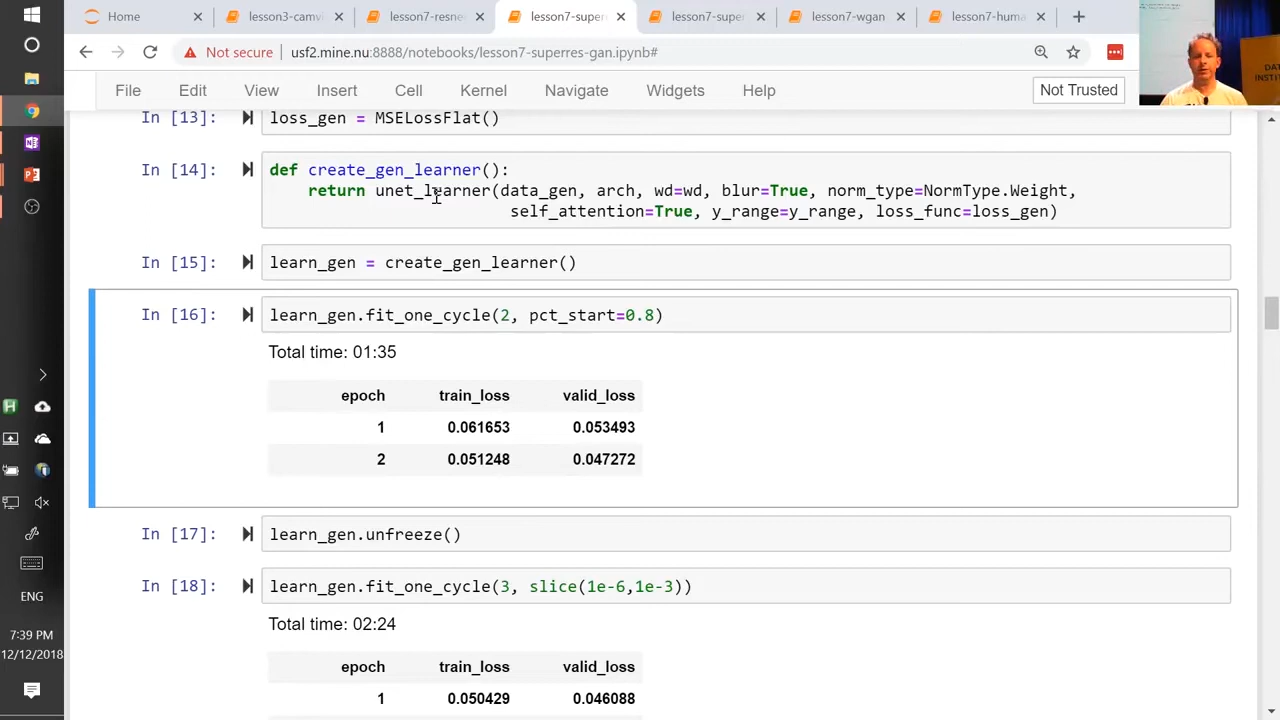 Home
lesson3-camvi
lesson7-resne
lesson7-super
lesson7-super
lesson7-wgan
lesson7-huma
Not secure
usf2.mine.nu:8888/notebooks/lesson7-superres-gan.ipynb#
DATA
INSTITUTE
File Edit View Insert Cell Kernel Navigate Widgets Help Not Trusted
In [13]: loss_gen = MSELossFlat()
In [14]: def create_gen_learner():
return unet_learner(data_gen, arch, wd=wd, blur=True, norm_type=NormType.Weight,
self_attention=True, y_range=y_range, loss_func=loss_gen)
In [15]: learn_gen = create_gen_learner()
In [16]: learn_gen.fit_one_cycle(2, pct_start=0.8)
Total time: 01:35
epoch train_loss valid_loss
1 0.061653 0.053493
2 0.051248 0.047272
In [17]: learn_gen.unfreeze()
In [18]: learn_gen.fit_one_cycle(3, slice(1e-6,1e-3))
Total time: 02:24
epoch train_loss valid_loss
1 0.050429 0.046088
ENG
7:39 PM
12/12/2018